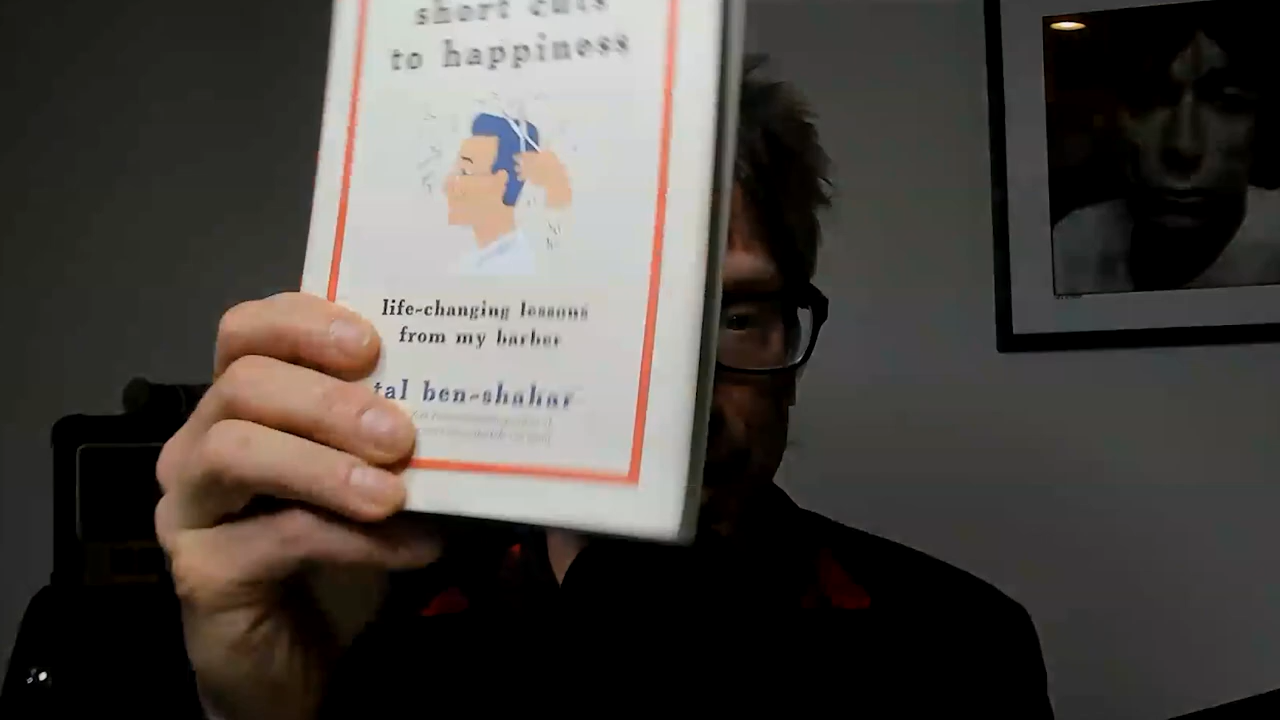 short cuts
to happiness
life-changing lessons
from my barber
tal ben-shahar